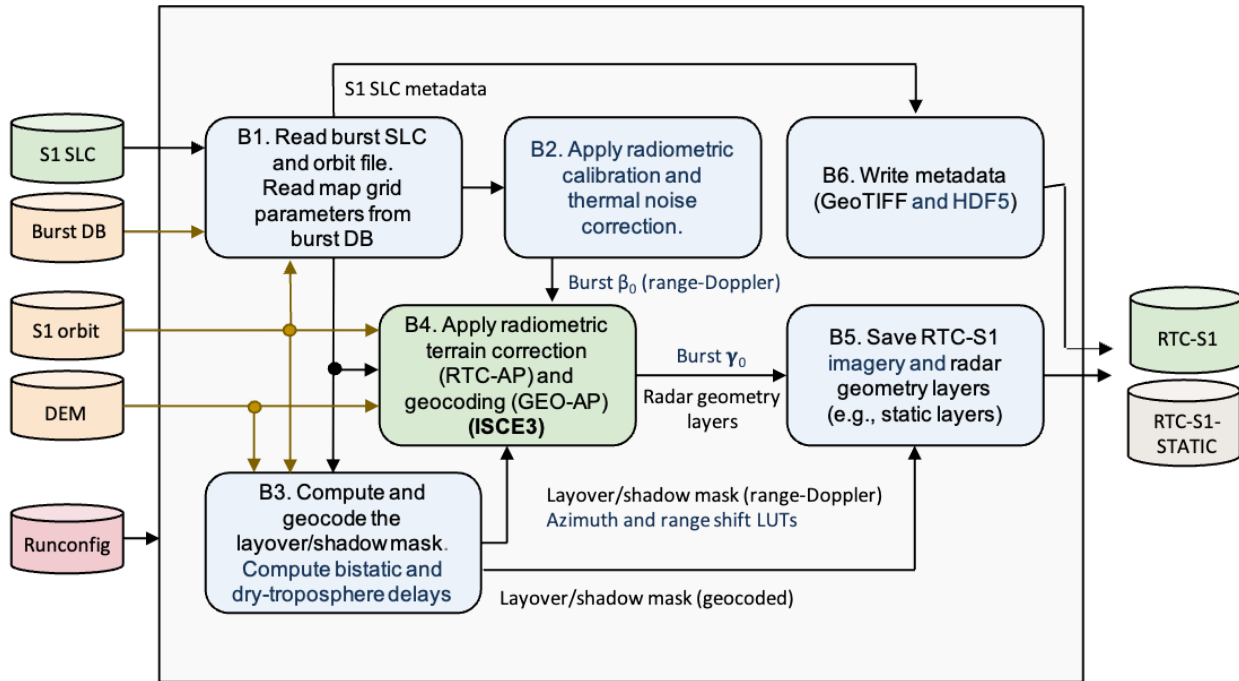 S1 SLC metadata
S1 SLC
Burst DB
S1 orbit
DEM
Runconfig
B1. Read burst SLC
and orbit file.
Read map grid
parameters from
burst DB
B2. Apply radiometric
calibration and
thermal noise
correction.
B6. Write metadata
(GeoTIFF and HDF5)
Burst β₀ (range-Doppler)
B4. Apply radiometric
terrain correction
(RTC-AP) and
geocoding (GEO-AP)
(ISCE3)
Burst γ₀
Radar geometry
layers
B5. Save RTC-S1
imagery and radar
geometry layers
(e.g., static layers)
RTC-S1
RTC-S1-
STATIC
B3. Compute and
geocode the
layover/shadow mask.
Compute bistatic and
dry-troposphere delays
Layover/shadow mask (range-Doppler)
Azimuth and range shift LUTs
Layover/shadow mask (geocoded)